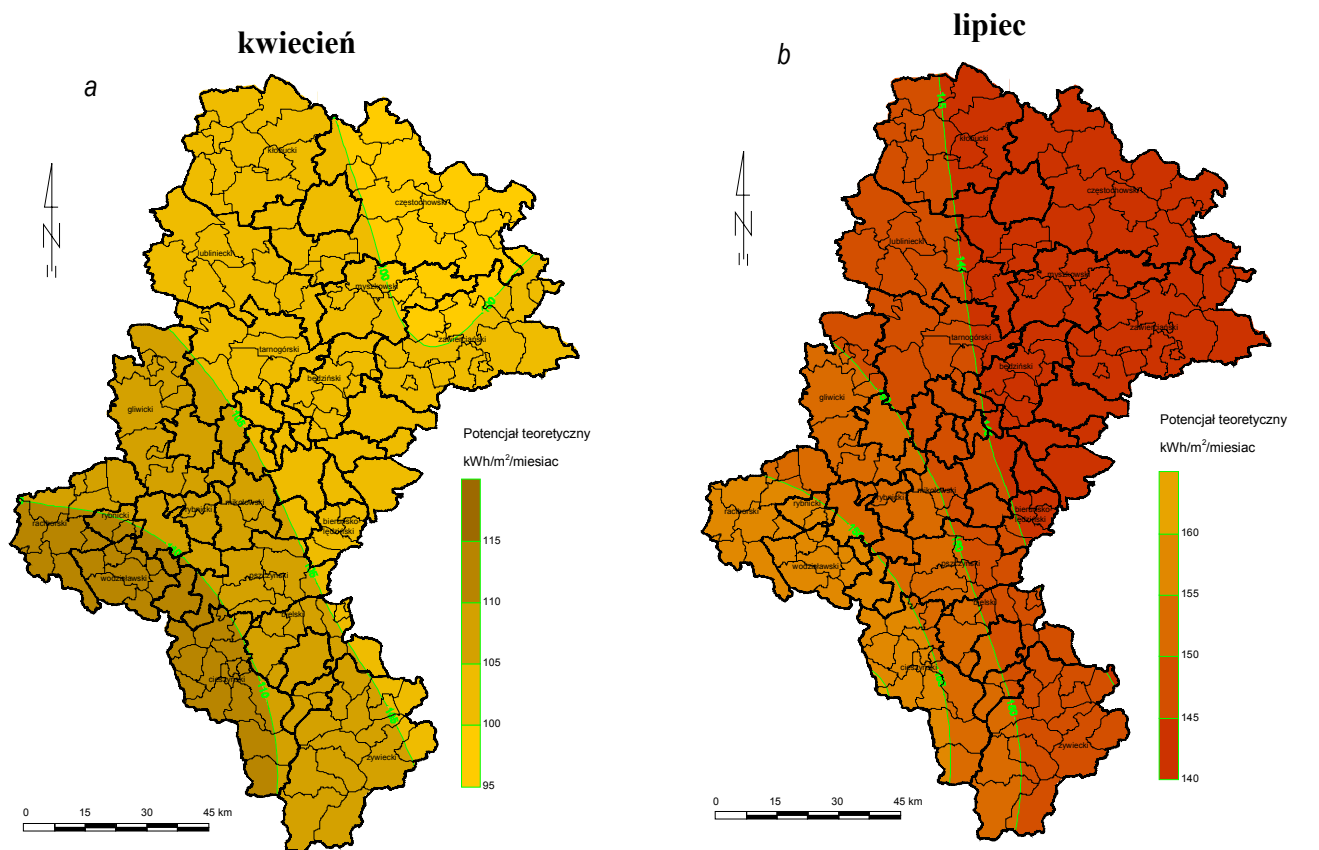 kwiecień
a
kłobucki
częstochowski
lubliniecki
myszkowski
zawierciański
tarnogórski
będziński
gliwicki
mikołowski
rybnicki
raciborski
rybnicki
bieruńsko
lędziński
wodzisławski
pszczyński
bielski
cieszyński
żywiecki
Potencjał teoretyczny
kWh/m²/miesiac
115
110
105
100
95
0 15 30 45 km
lipiec
b
kłobucki
częstochowski
lubliniecki
myszkowski
zawierciański
tarnogórski
będziński
gliwicki
mikołowski
rybnicki
raciborski
rybnicki
bieruńsko
lędziński
wodzisławski
pszczyński
bielski
cieszyński
żywiecki
Potencjał teoretyczny
kWh/m²/miesiac
160
155
150
145
140
0 15 30 45 km